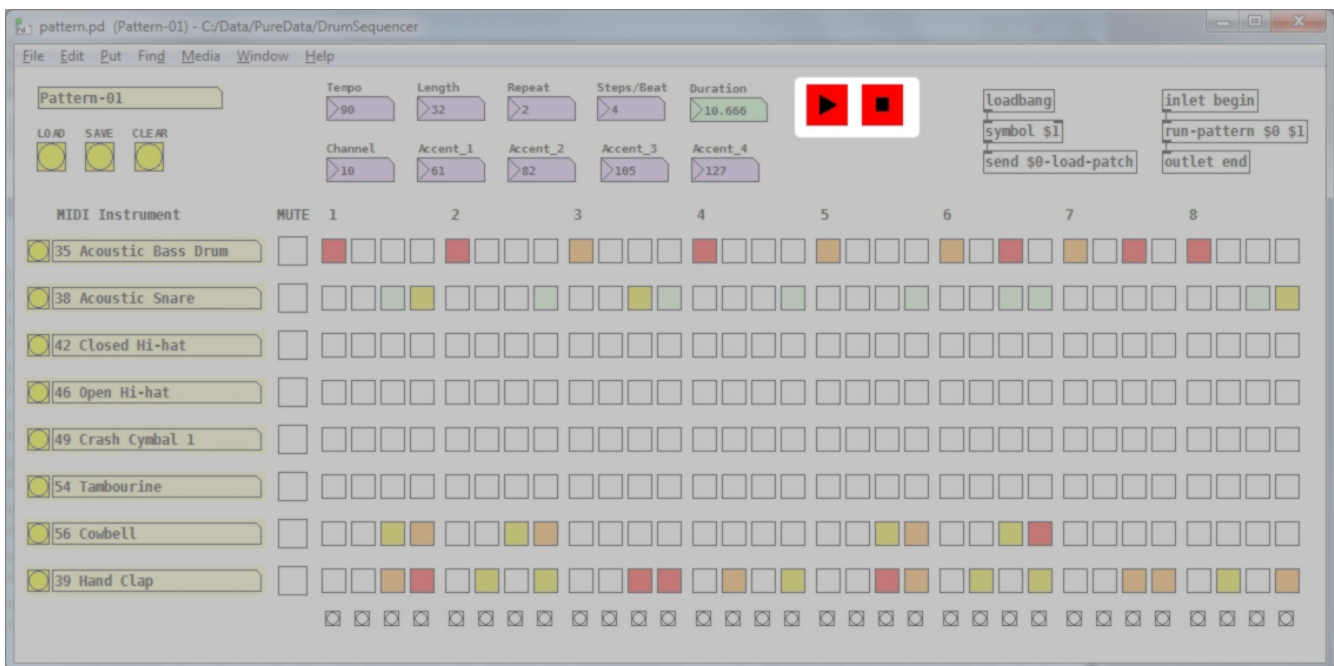 pattern.pd (Pattern-01) - C:/Data/PureData/DrumSequencer
File Edit Put Find Media Window Help
Pattern-01
LOAD SAVE CLEAR
Tempo Length Repeat Steps/Beat Duration
90 32 2 4 10.666
Channel Accent_1 Accent_2 Accent_3 Accent_4
10 61 82 105 127
loadbang
symbol $1
send $0-load-patch
inlet begin
run-pattern $0 $1
outlet end
MIDI Instrument MUTE 1 2 3 4 5 6 7 8
35 Acoustic Bass Drum
38 Acoustic Snare
42 Closed Hi-hat
46 Open Hi-hat
49 Crash Cymbal 1
54 Tambourine
56 Cowbell
39 Hand Clap